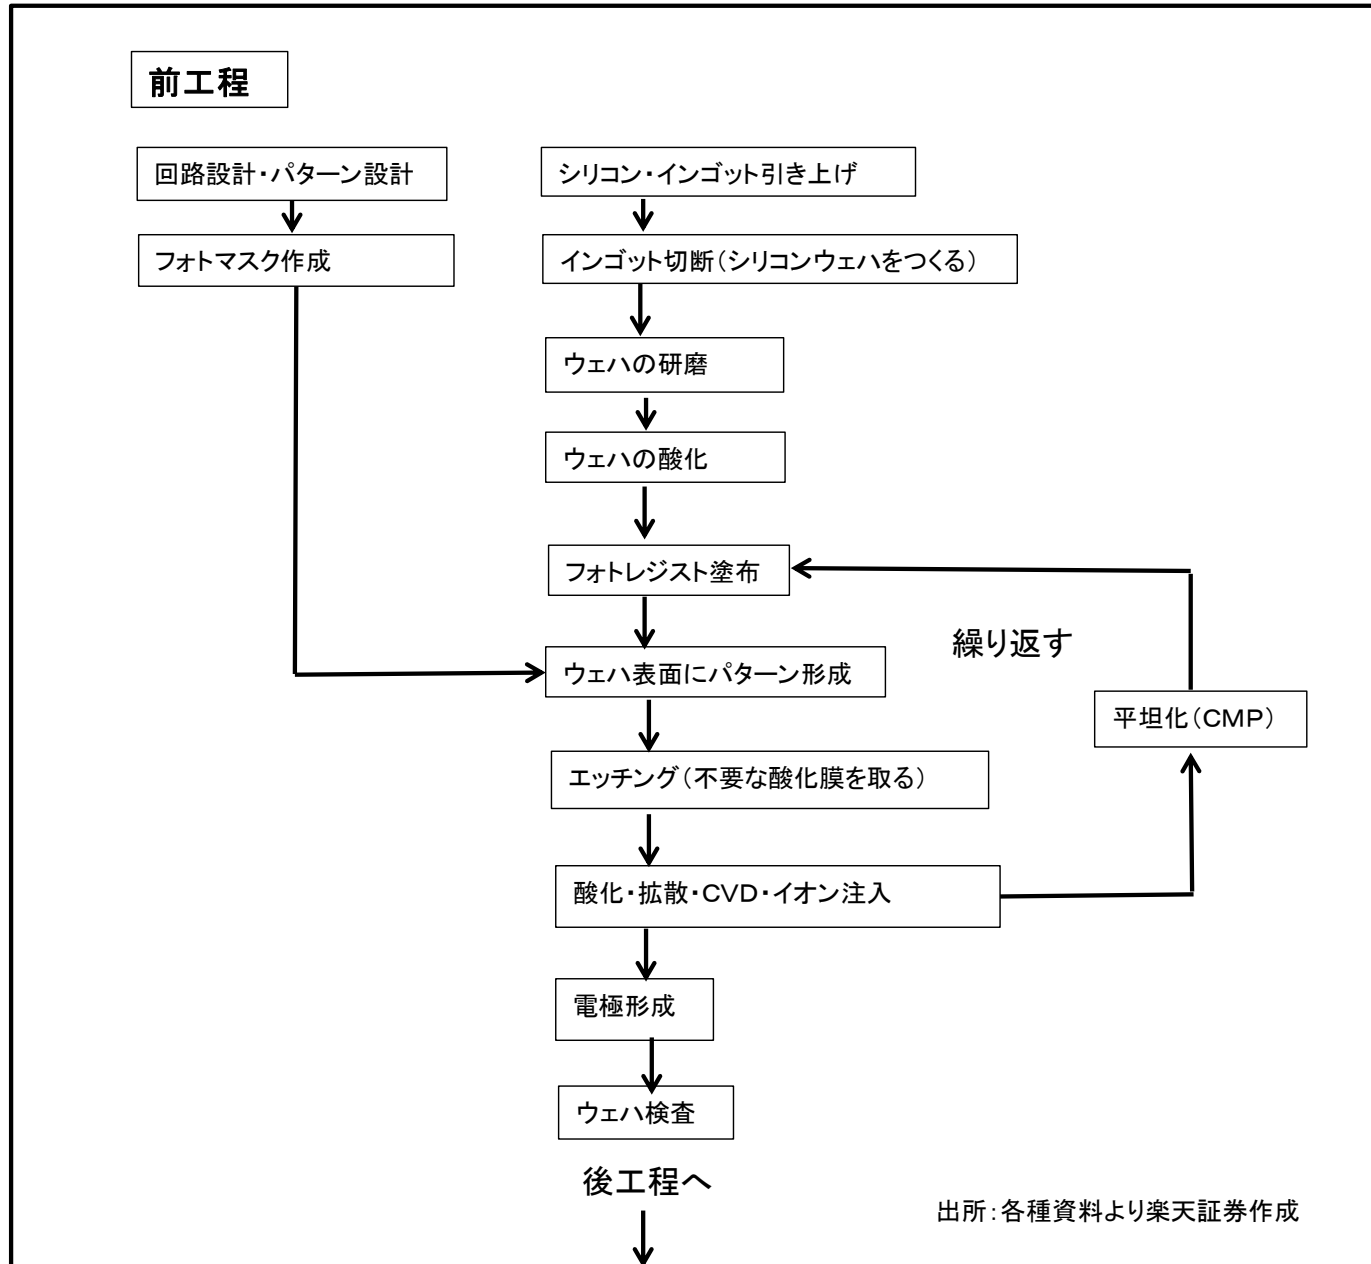 前工程
回路設計・パターン設計
シリコン・インゴット引き上げ
フォトマスク作成
インゴット切断(シリコンウェハをつくる)
ウェハの研磨
ウェハの酸化
フォトレジスト塗布
繰り返す
ウェハ表面にパターン形成
平坦化(CMP)
エッチング(不要な酸化膜を取る)
酸化・拡散・CVD・イオン注入
電極形成
ウェハ検査
後工程へ
出所:各種資料より楽天証券作成